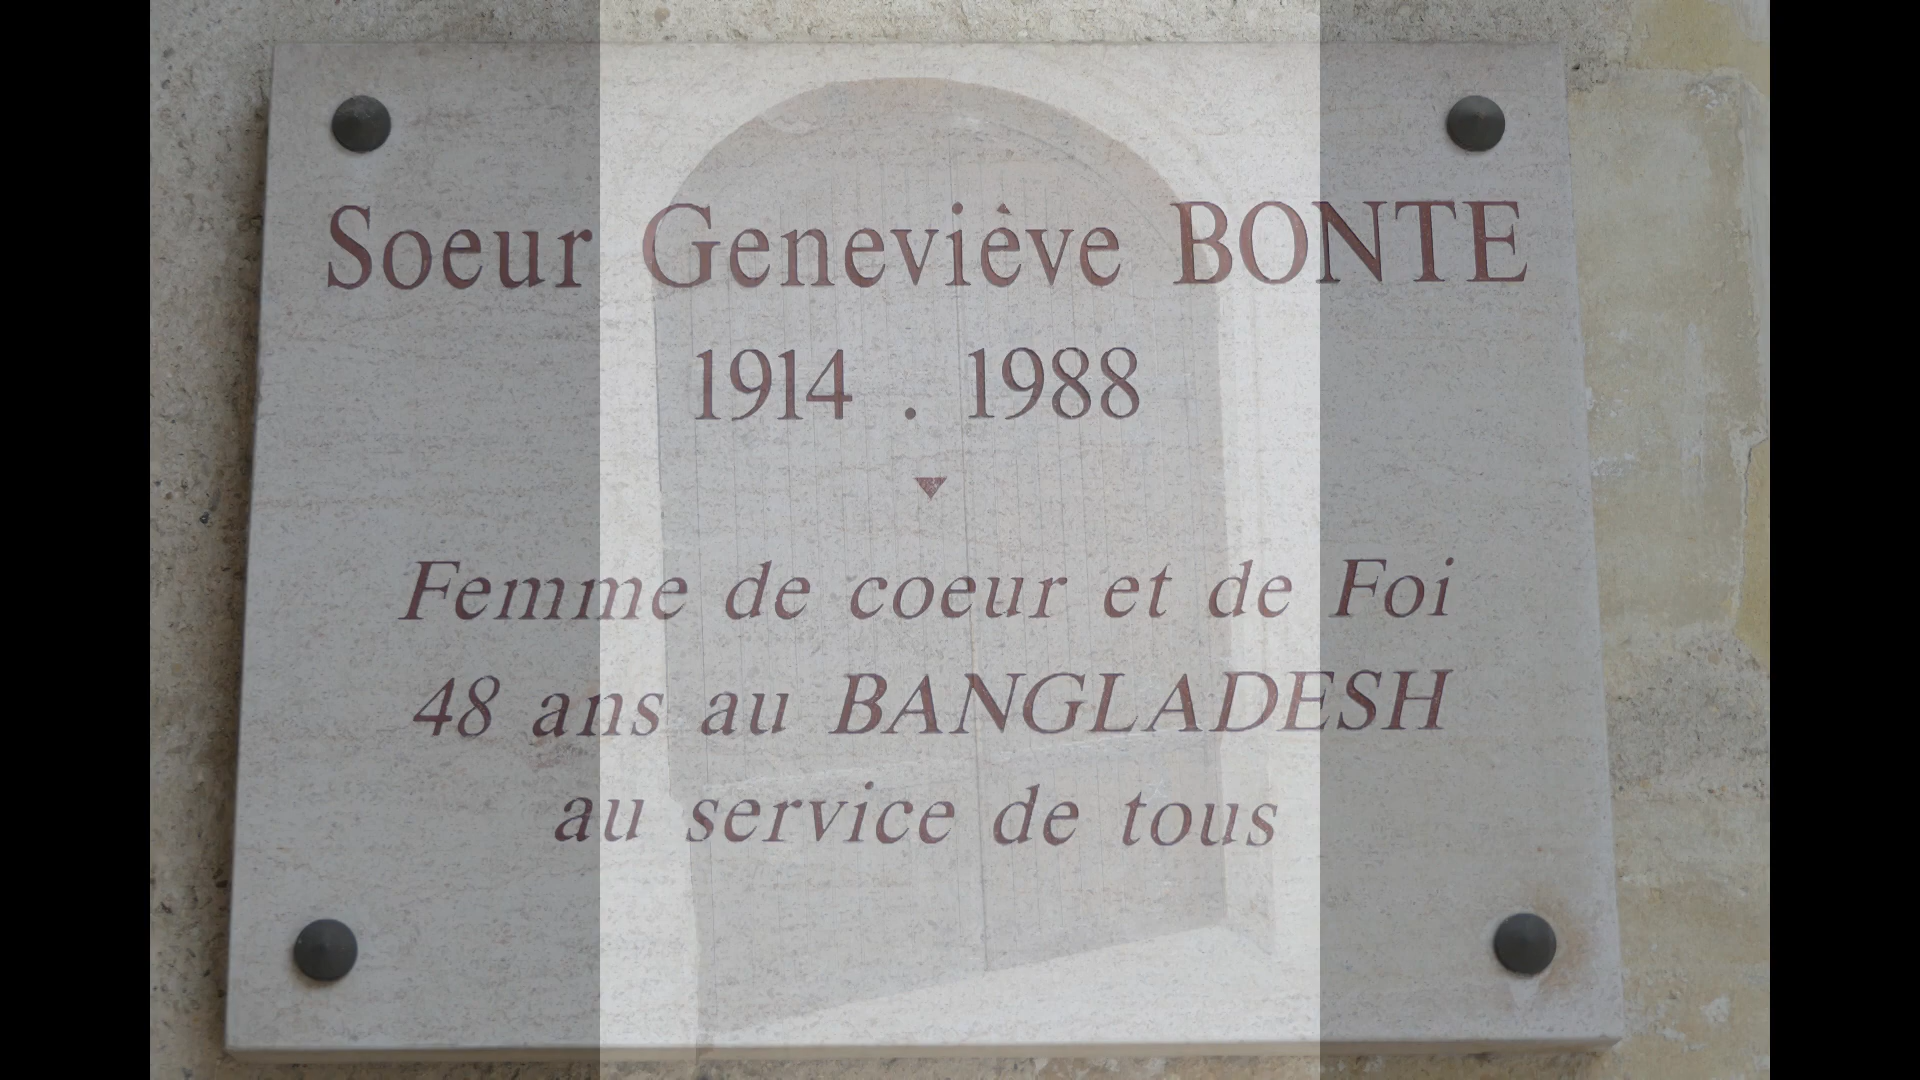 Soeur Geneviève BONTE
1914 . 1988
Femme de coeur et de Foi
48 ans au BANGLADESH
au service de tous